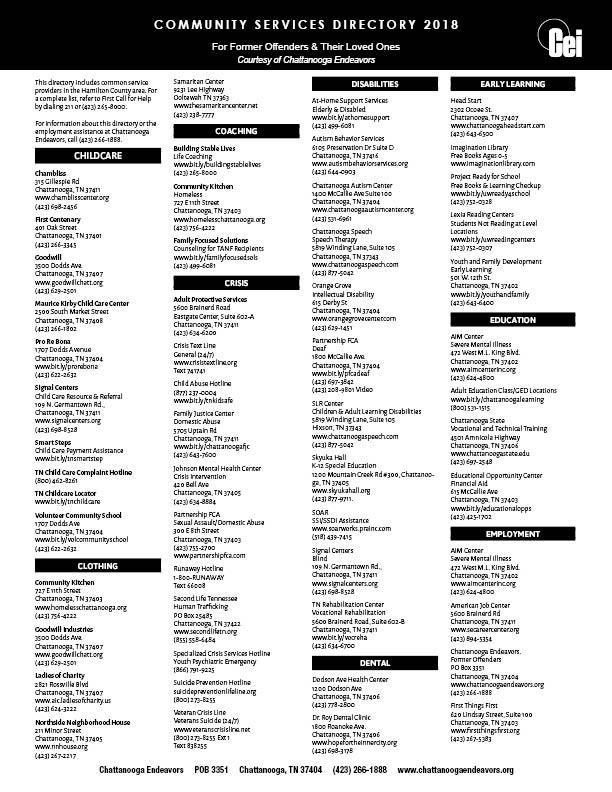 COMMUNITY SERVICES DIRECTORY 2018
For Former Offenders & Their Loved Ones
Courtesy of Chattanooga Endeavors
Cei
This directory includes common service
providers in the Hamilton County area. For
a complete list, refer to First Call for Help
by dialing 211 or (423) 265-8000.
For information about this directory or the
employment assistance at Chattanooga
Endeavors, call (423) 266-1888.
CHILDCARE
Chambliss
315 Gillespie Rd
Chattanooga, TN 37411
www.chamblisscenter.org
(423) 698-2456
First Centenary
401 Oak Street
Chattanooga, TN 37401
(423) 266-3345
Goodwill
3500 Dodds Ave.
Chattanooga, TN 37407
www.goodwillchatt.org
(423) 629-2501
Maurice Kirby Child Care Center
2500 South Market Street
Chattanooga, TN 37408
(423) 266-1802
Pro Re Bona
1707 Dodds Avenue
Chattanooga, TN 37404
www.bit.ly/prorebona
(423) 622-2632
Signal Centers
Child Care Resource & Referral
109 N. Germantown Rd.,
Chattanooga, TN 37411
www.signalcenters.org
(423) 698-8528
Smart Steps
Child Care Payment Assistance
www.bit.ly/tnsmartstep
TN Child Care Complaint Hotline
(800) 462-8261
TN Childcare Locator
www.bit.ly/tnchildcare
Volunteer Community School
1707 Dodds Ave
Chattanooga, TN 37404
www.bit.ly/volcommunityschool
(423) 622-2632
CLOTHING
Community Kitchen
727 E 11th Street
Chattanooga, TN 37403
www.homelesschattanooga.org
(423) 756-4222
Goodwill Industries
3500 Dodds Ave.
Chattanooga, TN 37407
www.goodwillchatt.org
(423) 629-2501
Ladies of Charity
2821 Rossville Blvd
Chattanooga, TN 37407
www.aic.ladiesofcharity.us
(423) 624-3222
Northside Neighborhood House
211 Minor Street
Chattanooga, TN 37405
www.nnhouse.org
(423) 267-2217
Samaritan Center
9231 Lee Highway
Ooltewah TN 37363
www.thesamaritancenter.net
(423) 238-7777
COACHING
Building Stable Lives
Life Coaching
www.bit.ly/buildingstablelives
(423) 265-8000
Community Kitchen
Homeless
727 E 11th Street
Chattanooga, TN 37403
www.homelesschattanooga.org
(423) 756-4222
Family Focused Solutions
Counseling for TANF Recipients
www.bit.ly/familyfocusedsols
(423) 499-6081
CRISIS
Adult Protective Services
5600 Brainerd Road
Eastgate Center, Suite 602-A
Chattanooga, TN 37411
(423) 634-6200
Crisis Text Line
General (24/7)
www.crisistextline.org
Text 741741
Child Abuse Hotline
(877) 237-0004
www.bit.ly/tnkidsafe
Family Justice Center
Domestic Abuse
5705 Uptain Rd
Chattanooga, TN 37411
www.bit.ly/chattanoogafjc
(423) 643-7600
Johnson Mental Health Center
Crisis Intervention
420 Bell Ave
Chattanooga, TN 37405
(423) 634-8884
Partnership FCA
Sexual Assault/Domestic Abuse
300 E 8th Street
Chattanooga, TN 37403
(423) 755-2700
www.partnershipfca.com
Runaway Hotline
1-800-RUNAWAY
Text 66008
Second Life Tennessee
Human Trafficking
PO Box 25485
Chattanooga, TN 37422
www.secondlifetn.org
(855) 558-6484
Specialized Crisis Services Hotline
Youth Psychiatric Emergency
(866) 791-9225
Suicide Prevention Hotline
suicidepreventionlifeline.org
(800) 273-8255
Veteran Crisis Line
Veterans Suicide (24/7)
www.veteranscrisisline.net
(800) 273-8255 Ext 1
Text 838255
DISABILITIES
At-Home Support Services
Elderly & Disabled
www.bit.ly/athomesupport
(423) 499-6081
Autism Behavior Services
6105 Preservation Dr Suite D
Chattanooga, TN 37416
www.autismbehaviorservices.org
(423) 644-0903
Chattanooga Autism Center
1400 McCallie Ave Suite 100
Chattanooga, TN 37404
www.chattanoogaautismcenter.org
(423) 531-6961
Chattanooga Speech
Speech Therapy
5819 Winding Lane, Suite 105
Chattanooga, TN 37343
www.chattanoogaspeech.com
(423) 877-5042
Orange Grove
Intellectual Disability
615 Derby St
Chattanooga, TN 37404
www.orangegrovecenter.com
(423) 629-1451
Partnership FCA
Deaf
1800 McCallie Ave.
Chattanooga, TN 37404
www.bit.ly/pfcadeaf
(423) 697-3842
(423) 208-9801 Video
SLR Center
Children & Adult Learning Disabilities
5819 Winding Lane, Suite 105
Hixson, TN 37343
www.chattanoogaspeech.com
(423) 877-5042
Skyuka Hall
K-12 Special Education
1200 Mountain Creek Rd #300, Chattanoo-
ga, TN 37405
www.skyukahall.org
(423) 877-9711.
SOAR
SSI/SSDI Assistance
www.soarworks.prainc.com
(518) 439-7415
Signal Centers
Blind
109 N. Germantown Rd.,
Chattanooga, TN 37411
www.signalcenters.org
(423) 698-8528
TN Rehabilitation Center
Vocational Rehabilitation
5600 Brainerd Road, Suite 602-B
Chattanooga, TN 37411
www.bit.ly/vocreha
(423) 634-6700
DENTAL
Dodson Ave Health Center
1200 Dodson Ave
Chattanooga, TN 37406
(423) 778-2800
Dr. Roy Dental Clinic
1800 Roanoke Ave.
Chattanooga, TN 37406
www.hopefortheinnercity.org
(423) 698-3178
EARLY LEARNING
Head Start
2302 Ocoee St.
Chattanooga, TN 37407
www.chattanoogaheadstart.com
(423) 643-6500
Imagination Library
Free Books Ages 0-5
www.imaginationlibrary.com
Project Ready for School
Free Books & Learning Checkup
www.bit.ly/uwready4school
(423) 752-0328
Lexia Reading Centers
Students Not Reading at Level
Locations
www.bit.ly/uwreedingcenters
(423) 752-0307
Youth and Family Development
Early Learning
501 W. 12th St.
Chattanooga, TN 37402
www.bit.ly/youthandfamily
(423) 643-6400
EDUCATION
AIM Center
Severe Mental Illness
472 West M.L. King Blvd.
Chattanooga, TN 37402
www.aimcenterinc.org
(423) 624-4800
Adult Education Class/GED Locations
www.bit.ly/chattanoogalearning
(800) 531-1515
Chattanooga State
Vocational and Technical Training
4501 Amnicola Highway
Chattanooga, TN 37406
chattanoogastate.edu
(423) 697-2548
Educational Opportunity Center
Financial Aid
615 McCallie Ave
Chattanooga, TN 37403
www.bit.ly/educationalopps
(423) 425-1702
EMPLOYMENT
AIM Center
Severe Mental Illness
472 West M.L. King Blvd.
Chattanooga, TN 37402
www.aimcenterinc.org
(423) 624-4800
American Job Center
5600 Brainerd Rd
Chattanooga, TN 37411
www.secareercenter.org
(423) 894-5354
Chattanooga Endeavors.
Former Offenders
PO Box 3351
Chattanooga, TN 37404
www.chattanoogaendeavors.org
(423) 266-1888
First Things First
620 Lindsay Street, Suite 100
Chattanooga, TN 37403
www.firstthingsfirst.org
(423) 267-5383
Chattanooga Endeavors POB 3351 Chattanooga, TN 37404 (423) 266-1888 www.chattanoogaendeavors.org